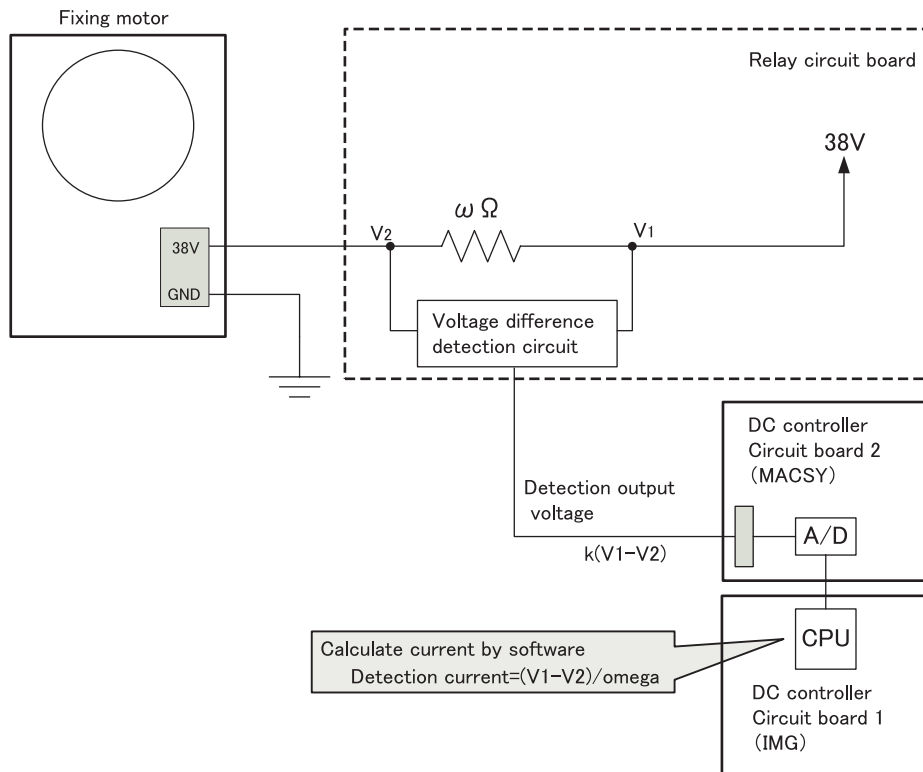 Fixing motor
Relay circuit board
38V
ω Ω
V2
V1
38V
GND
Voltage difference
detection circuit
DC controller
Circuit board 2
(MACSY)
Detection output
voltage
A/D
k(V1-V2)
CPU
Calculate current by software
Detection current=(V1-V2)/omega
DC controller
Circuit board 1
(IMG)